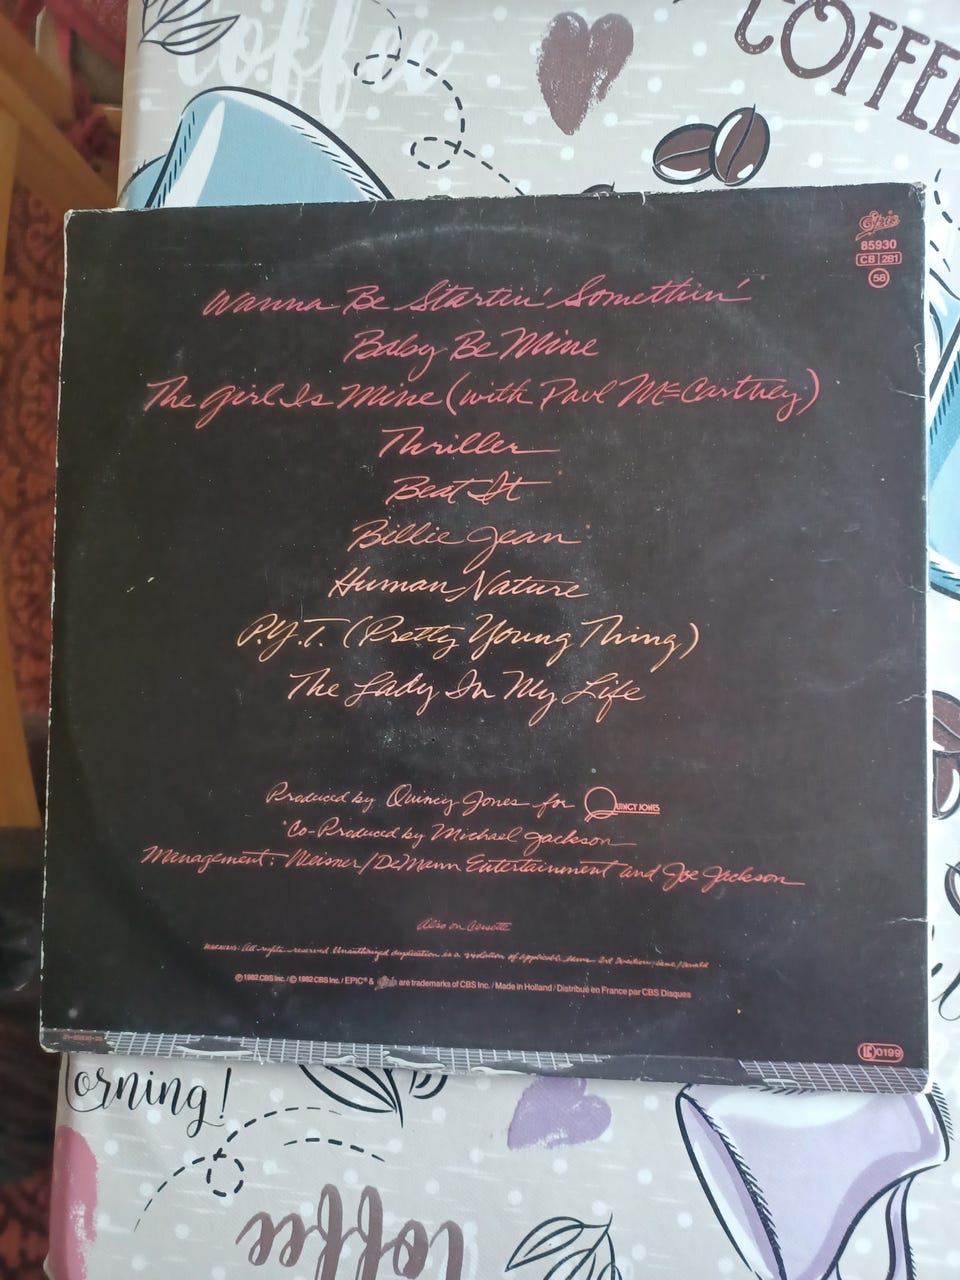 coffee
COFFEE
Epic
85930
CB 281
58
Wanna Be Startin' Somethin'
Baby Be Mine
The Girl Is Mine (with Paul McCartney)
Thriller
Beat It
Billie Jean
Human Nature
P.Y.T. (Pretty Young Thing)
The Lady In My Life
Produced by Quincy Jones for QUINCY JONES
Co-Produced by Michael Jackson
Management: Weisner/DeMann Entertainment and Joe Jackson
Also on Cassette
WARNING: All rights reserved. Unauthorized duplication is a violation of applicable laws.
℗ 1982 CBS Inc. / © 1982 CBS Inc. / EPIC® & Epic are trademarks of CBS Inc. / Made in Holland / Distribué en France par CBS Disques
LC 0199
orning!
coffee